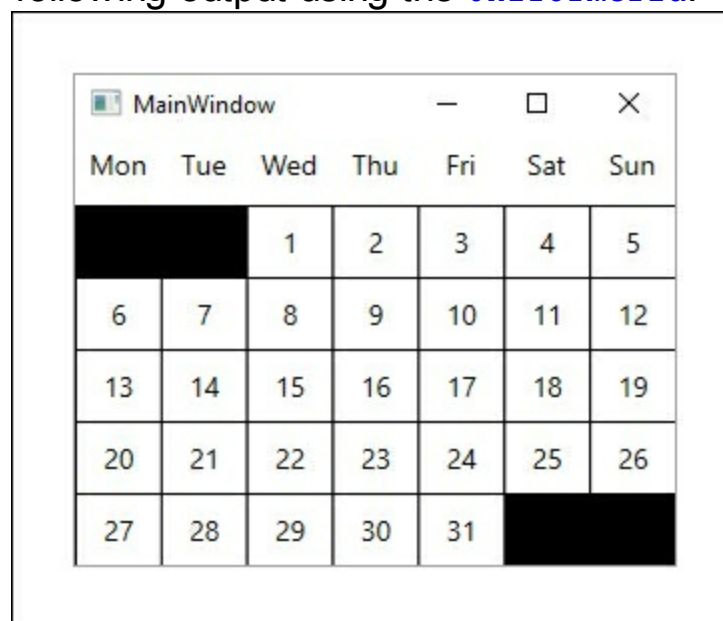 following output using the
MainWindow
Mon Tue Wed Thu Fri Sat Sun
1 2 3 4 5
6 7 8 9 10 11 12
13 14 15 16 17 18 19
20 21 22 23 24 25 26
27 28 29 30 31